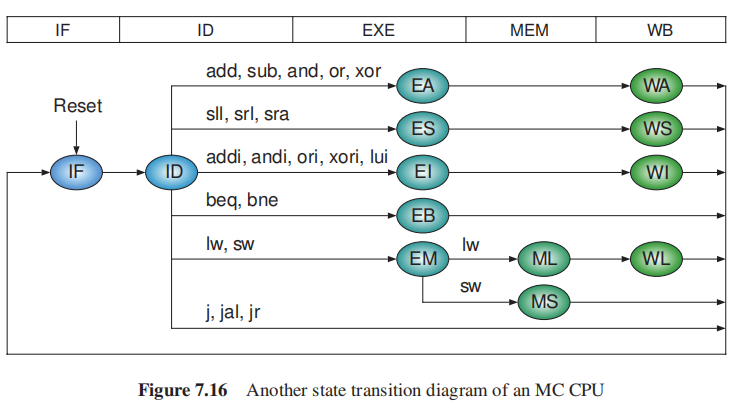 IF ID EXE MEM WB
add, sub, and, or, xor
EA WA
Reset
sll, srl, sra
ES WS
addi, andi, ori, xori, lui
IF ID EI WI
beq, bne
EB
lw, sw
EM lw ML WL
sw
MS
j, jal, jr
Figure 7.16 Another state transition diagram of an MC CPU